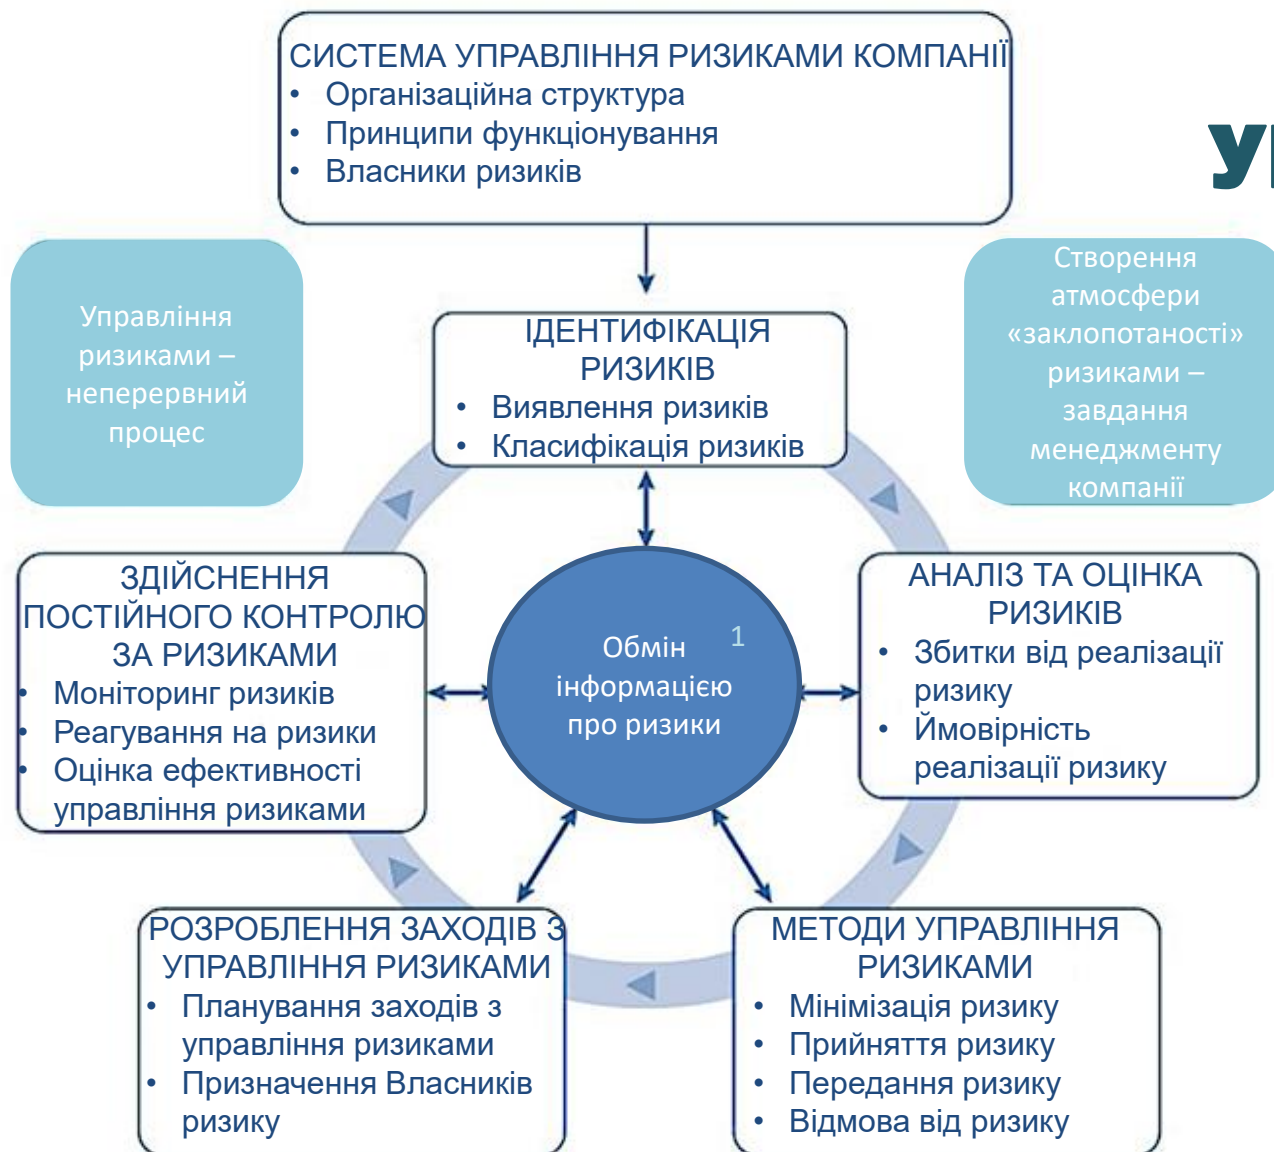 СИСТЕМА УПРАВЛІННЯ РИЗИКАМИ КОМПАНІЇ
• Організаційна структура
• Принципи функціонування
• Власники ризиків
Управління
ризиками –
неперервний
процес
Створення
атмосфери
«заклопотаності»
ризиками –
завдання
менеджменту
компанії
ІДЕНТИФІКАЦІЯ
РИЗИКІВ
• Виявлення ризиків
• Класифікація ризиків
ЗДІЙСНЕННЯ
ПОСТІЙНОГО КОНТРОЛЮ
ЗА РИЗИКАМИ
• Моніторинг ризиків
• Реагування на ризики
• Оцінка ефективності
управління ризиками
Обмін
інформацією
про ризики
1
АНАЛІЗ ТА ОЦІНКА
РИЗИКІВ
• Збитки від реалізації
ризику
• Ймовірність
реалізації ризику
РОЗРОБЛЕННЯ ЗАХОДІВ З
УПРАВЛІННЯ РИЗИКАМИ
• Планування заходів з
управління ризиками
• Призначення Власників
ризику
МЕТОДИ УПРАВЛІННЯ
РИЗИКАМИ
• Мінімізація ризику
• Прийняття ризику
• Передання ризику
• Відмова від ризику